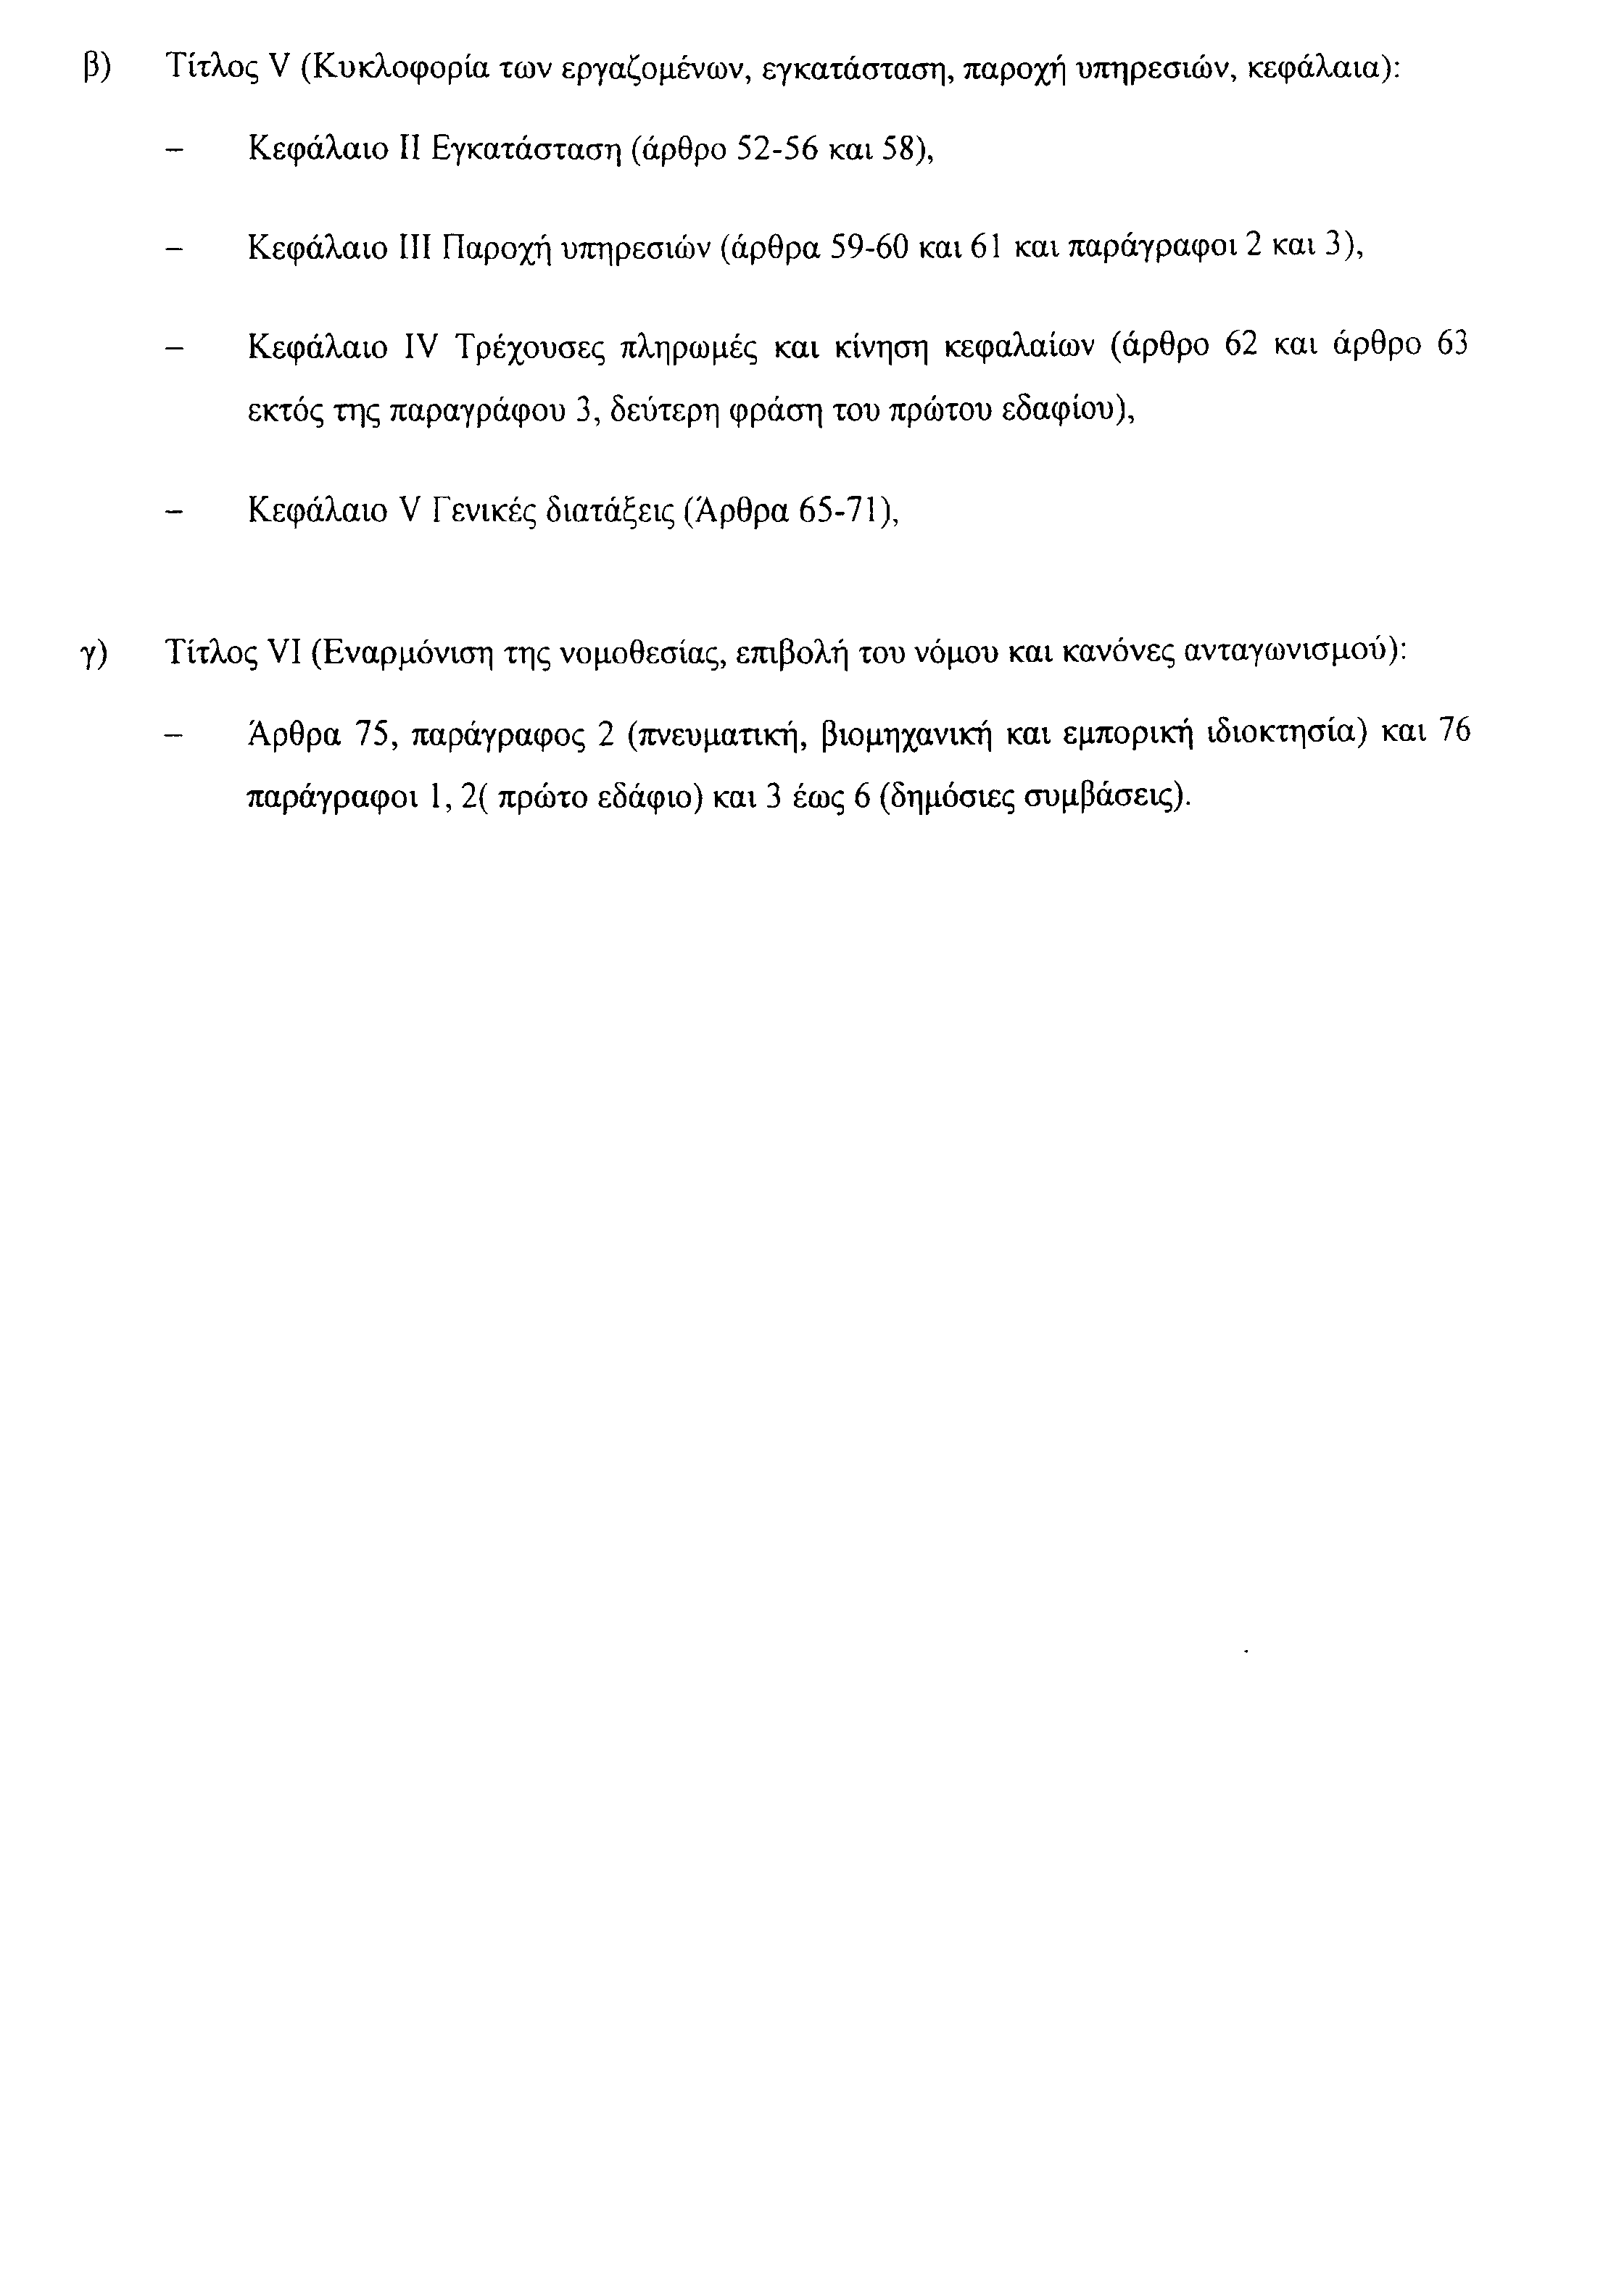 β) Τίτλος V (Κυκλοφορία των εργαζομένων, εγκατάσταση, παροχή υπηρεσιών, κεφάλαια):
– Κεφάλαιο II Εγκατάσταση (άρθρο 52-56 και 58),
– Κεφάλαιο III Παροχή υπηρεσιών (άρθρα 59-60 και 61 και παράγραφοι 2 και 3),
– Κεφάλαιο IV Τρέχουσες πληρωμές και κίνηση κεφαλαίων (άρθρο 62 και άρθρο 63
εκτός της παραγράφου 3, δεύτερη φράση του πρώτου εδαφίου),
– Κεφάλαιο V Γενικές διατάξεις (Άρθρα 65-71),
γ) Τίτλος VI (Εναρμόνιση της νομοθεσίας, επιβολή του νόμου και κανόνες ανταγωνισμού):
– Άρθρα 75, παράγραφος 2 (πνευματική, βιομηχανική και εμπορική ιδιοκτησία) και 76
παράγραφοι 1, 2( πρώτο εδάφιο) και 3 έως 6 (δημόσιες συμβάσεις).